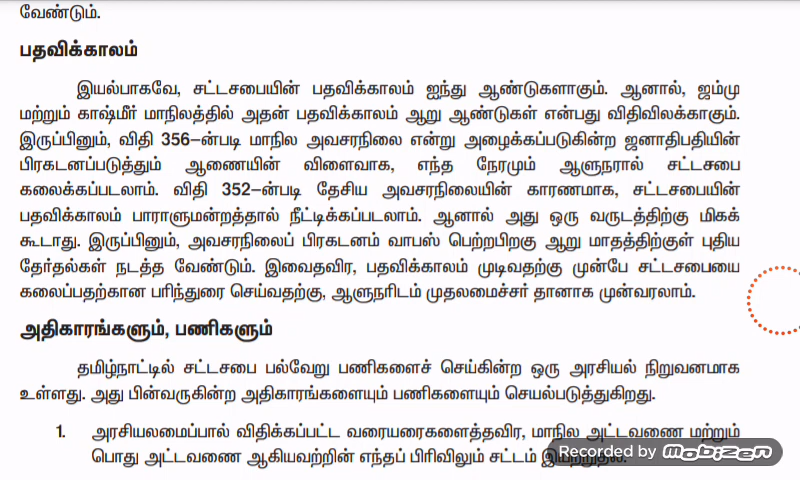 வேண்டும்.
பதவிக்காலம்
இயல்பாகவே, சட்டசபையின் பதவிக்காலம் ஐந்து ஆண்டுகளாகும். ஆனால், ஜம்மு
மற்றும் காஷ்மீர் மாநிலத்தில் அதன் பதவிக்காலம் ஆறு ஆண்டுகள் என்பது விதிவிலக்காகும்.
இருப்பினும், விதி 356–ன்படி மாநில அவசரநிலை என்று அழைக்கப்படுகின்ற ஜனாதிபதியின்
பிரகடனப்படுத்தும் ஆணையின் விளைவாக, எந்த நேரமும் ஆளுநரால் சட்டசபை
கலைக்கப்படலாம். விதி 352–ன்படி தேசிய அவசரநிலையின் காரணமாக, சட்டசபையின்
பதவிக்காலம் பாராளுமன்றத்தால் நீட்டிக்கப்படலாம். ஆனால் அது ஒரு வருடத்திற்கு மிகக்
கூடாது. இருப்பினும், அவசரநிலைப் பிரகடனம் வாபஸ் பெற்றபிறகு ஆறு மாதத்திற்குள் புதிய
தேர்தல்கள் நடத்த வேண்டும். இவைதவிர, பதவிக்காலம் முடிவதற்கு முன்பே சட்டசபையை
கலைப்பதற்கான பரிந்துரை செய்வதற்கு, ஆளுநரிடம் முதலமைச்சர் தானாக முன்வரலாம்.
அதிகாரங்களும், பணிகளும்
தமிழ்நாட்டில் சட்டசபை பல்வேறு பணிகளைச் செய்கின்ற ஒரு அரசியல் நிறுவனமாக
உள்ளது. அது பின்வருகின்ற அதிகாரங்களையும் பணிகளையும் செயல்படுத்துகிறது.
1. அரசியலமைப்பால் விதிக்கப்பட்ட வரையரைகளைத்தவிர, மாநில அட்டவணை மற்றும்
பொது அட்டவணை ஆகியவற்றின் எந்தப் பிரிவிலும் சட்டம்
Recorded by mobizen